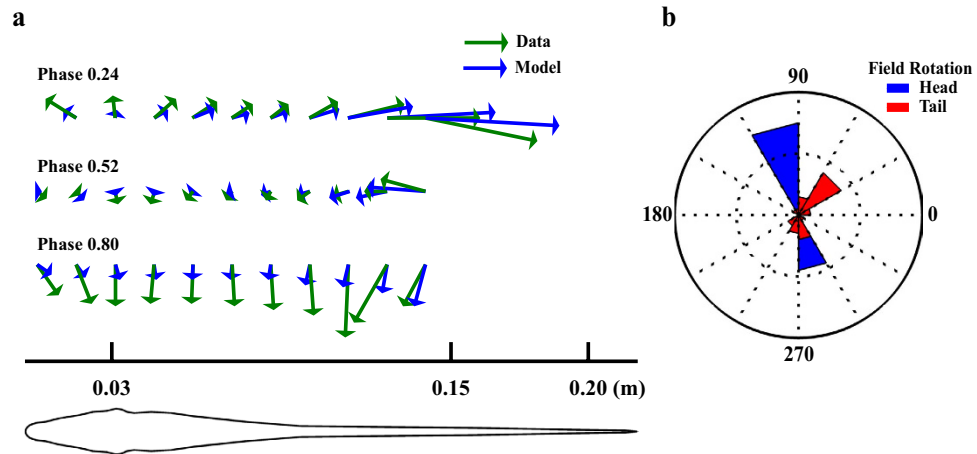 a
Data
Model
Phase 0.24
Phase 0.52
Phase 0.80
0.03
0.15
0.20 (m)
b
Field Rotation
Head
Tail
90
180
0
270